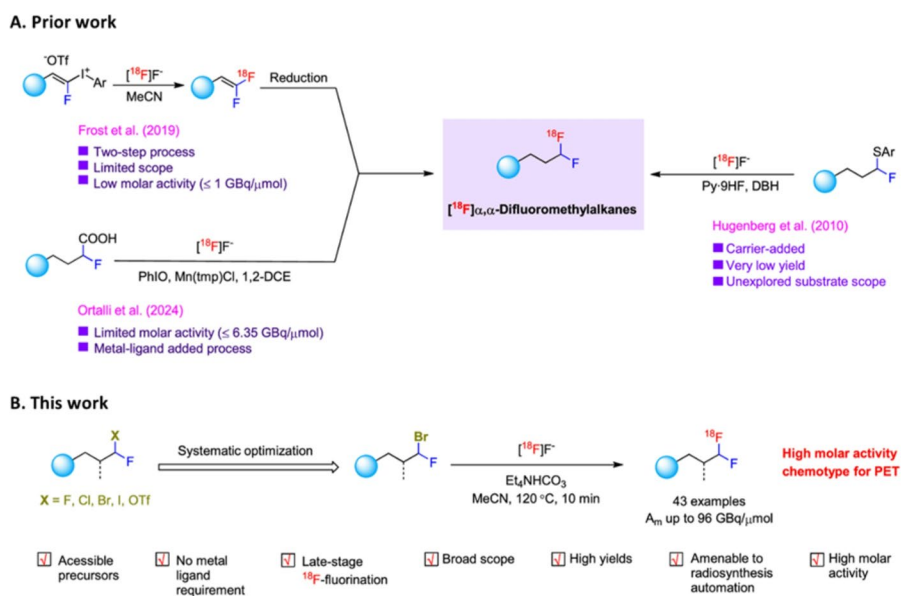 A. Prior work
-OTf
I+
Ar
F
[18F]F-
MeCN
18F
F
Reduction
Frost et al. (2019)
Two-step process
Limited scope
Low molar activity (≤ 1 GBq/μmol)
COOH
F
[18F]F-
PhIO, Mn(tmp)Cl, 1,2-DCE
Ortalli et al. (2024)
Limited molar activity (≤ 6.35 GBq/μmol)
Metal-ligand added process
18F
F
[18F]α,α-Difluoromethylalkanes
[18F]F-
Py·9HF, DBH
SAr
F
Hugenberg et al. (2010)
Carrier-added
Very low yield
Unexplored substrate scope
B. This work
X
F
X = F, Cl, Br, I, OTf
Systematic optimization
Br
F
[18F]F-
Et4NHCO3
MeCN, 120 °C, 10 min
18F
F
43 examples
Am up to 96 GBq/μmol
High molar activity
chemotype for PET
Acessible
precursors
No metal
ligand
requirement
Late-stage
18F-fluorination
Broad scope
High yields
Amenable to
radiosynthesis
automation
High molar
activity